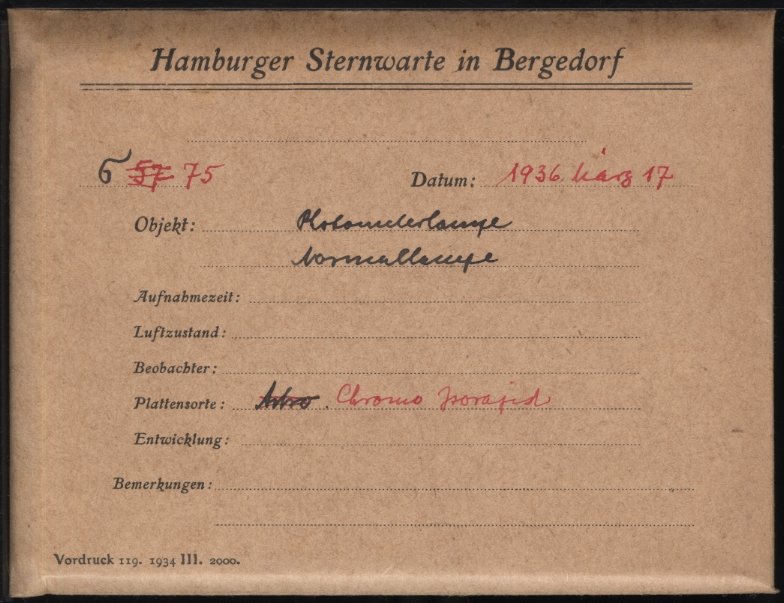 Hamburger Sternwarte in Bergedorf
6 57 75 Datum: 1936 März 17
Objekt: Photometerlampe
Normallampe
Aufnahmezeit:
Luftzustand:
Beobachter:
Plattensorte: Astro. Chromo Isorapid
Entwicklung:
Bemerkungen:
Vordruck 119. 1934 III. 2000.